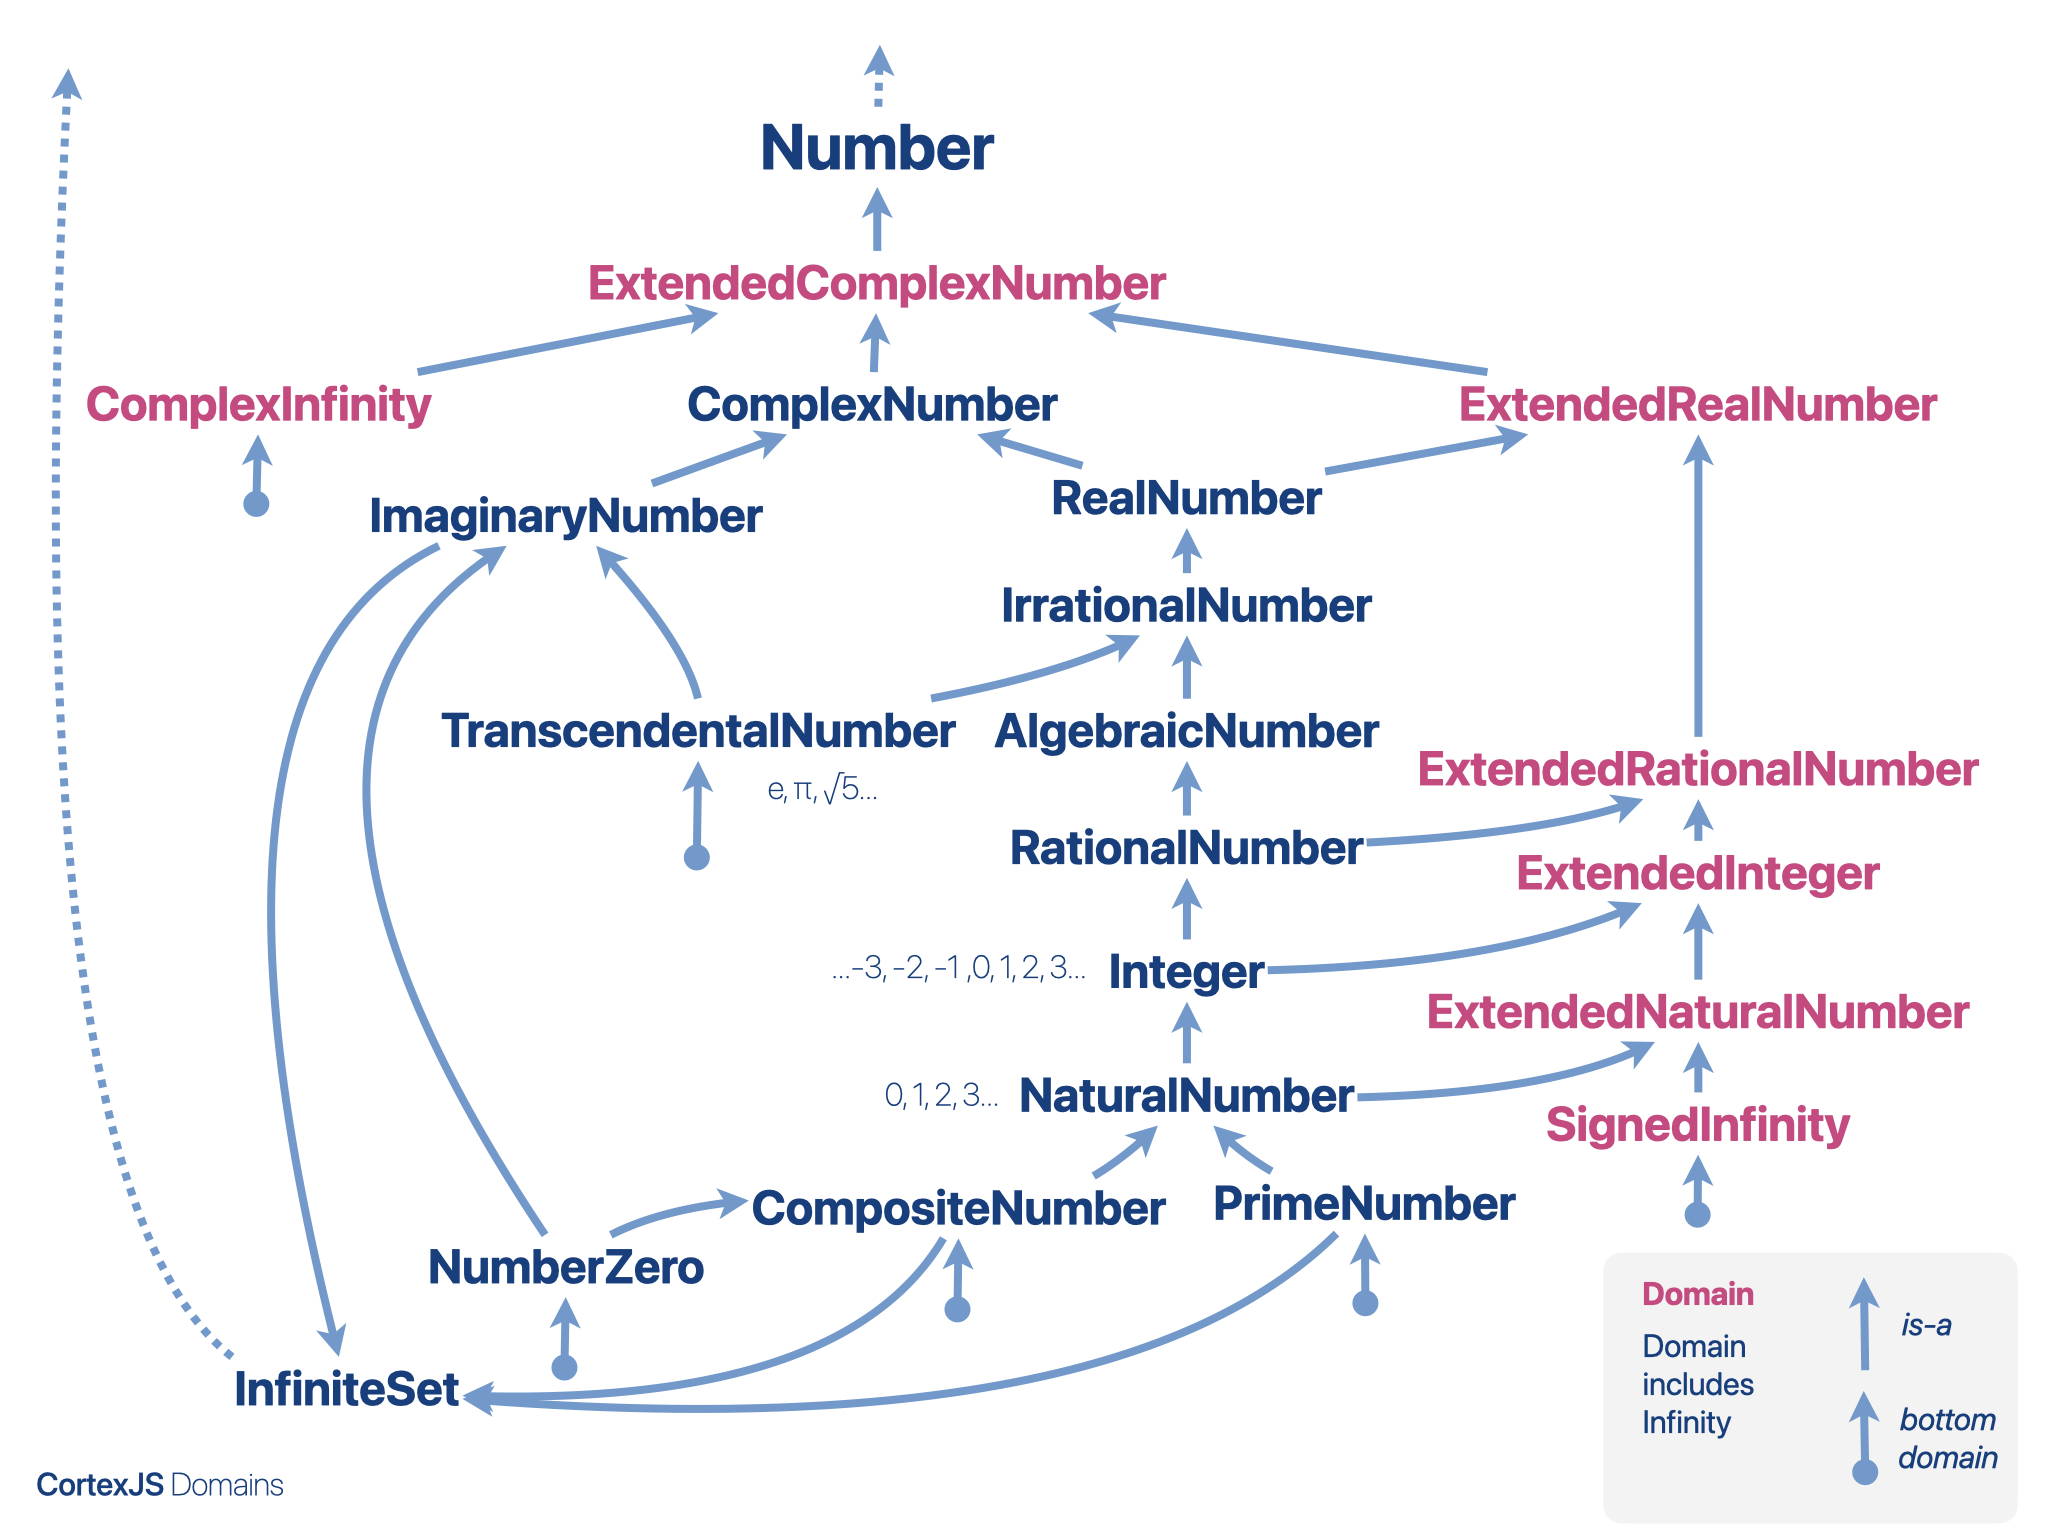 Number
ExtendedComplexNumber
ComplexInfinity
ComplexNumber
ExtendedRealNumber
ImaginaryNumber
RealNumber
IrrationalNumber
TranscendentalNumber
AlgebraicNumber
e, π, √5...
ExtendedRationalNumber
RationalNumber
ExtendedInteger
...-3, -2, -1 ,0, 1, 2, 3...
Integer
ExtendedNaturalNumber
0, 1, 2, 3...
NaturalNumber
SignedInfinity
CompositeNumber
PrimeNumber
NumberZero
InfiniteSet
Domain
Domain
includes
Infinity
is-a
bottom
domain
CortexJS Domains